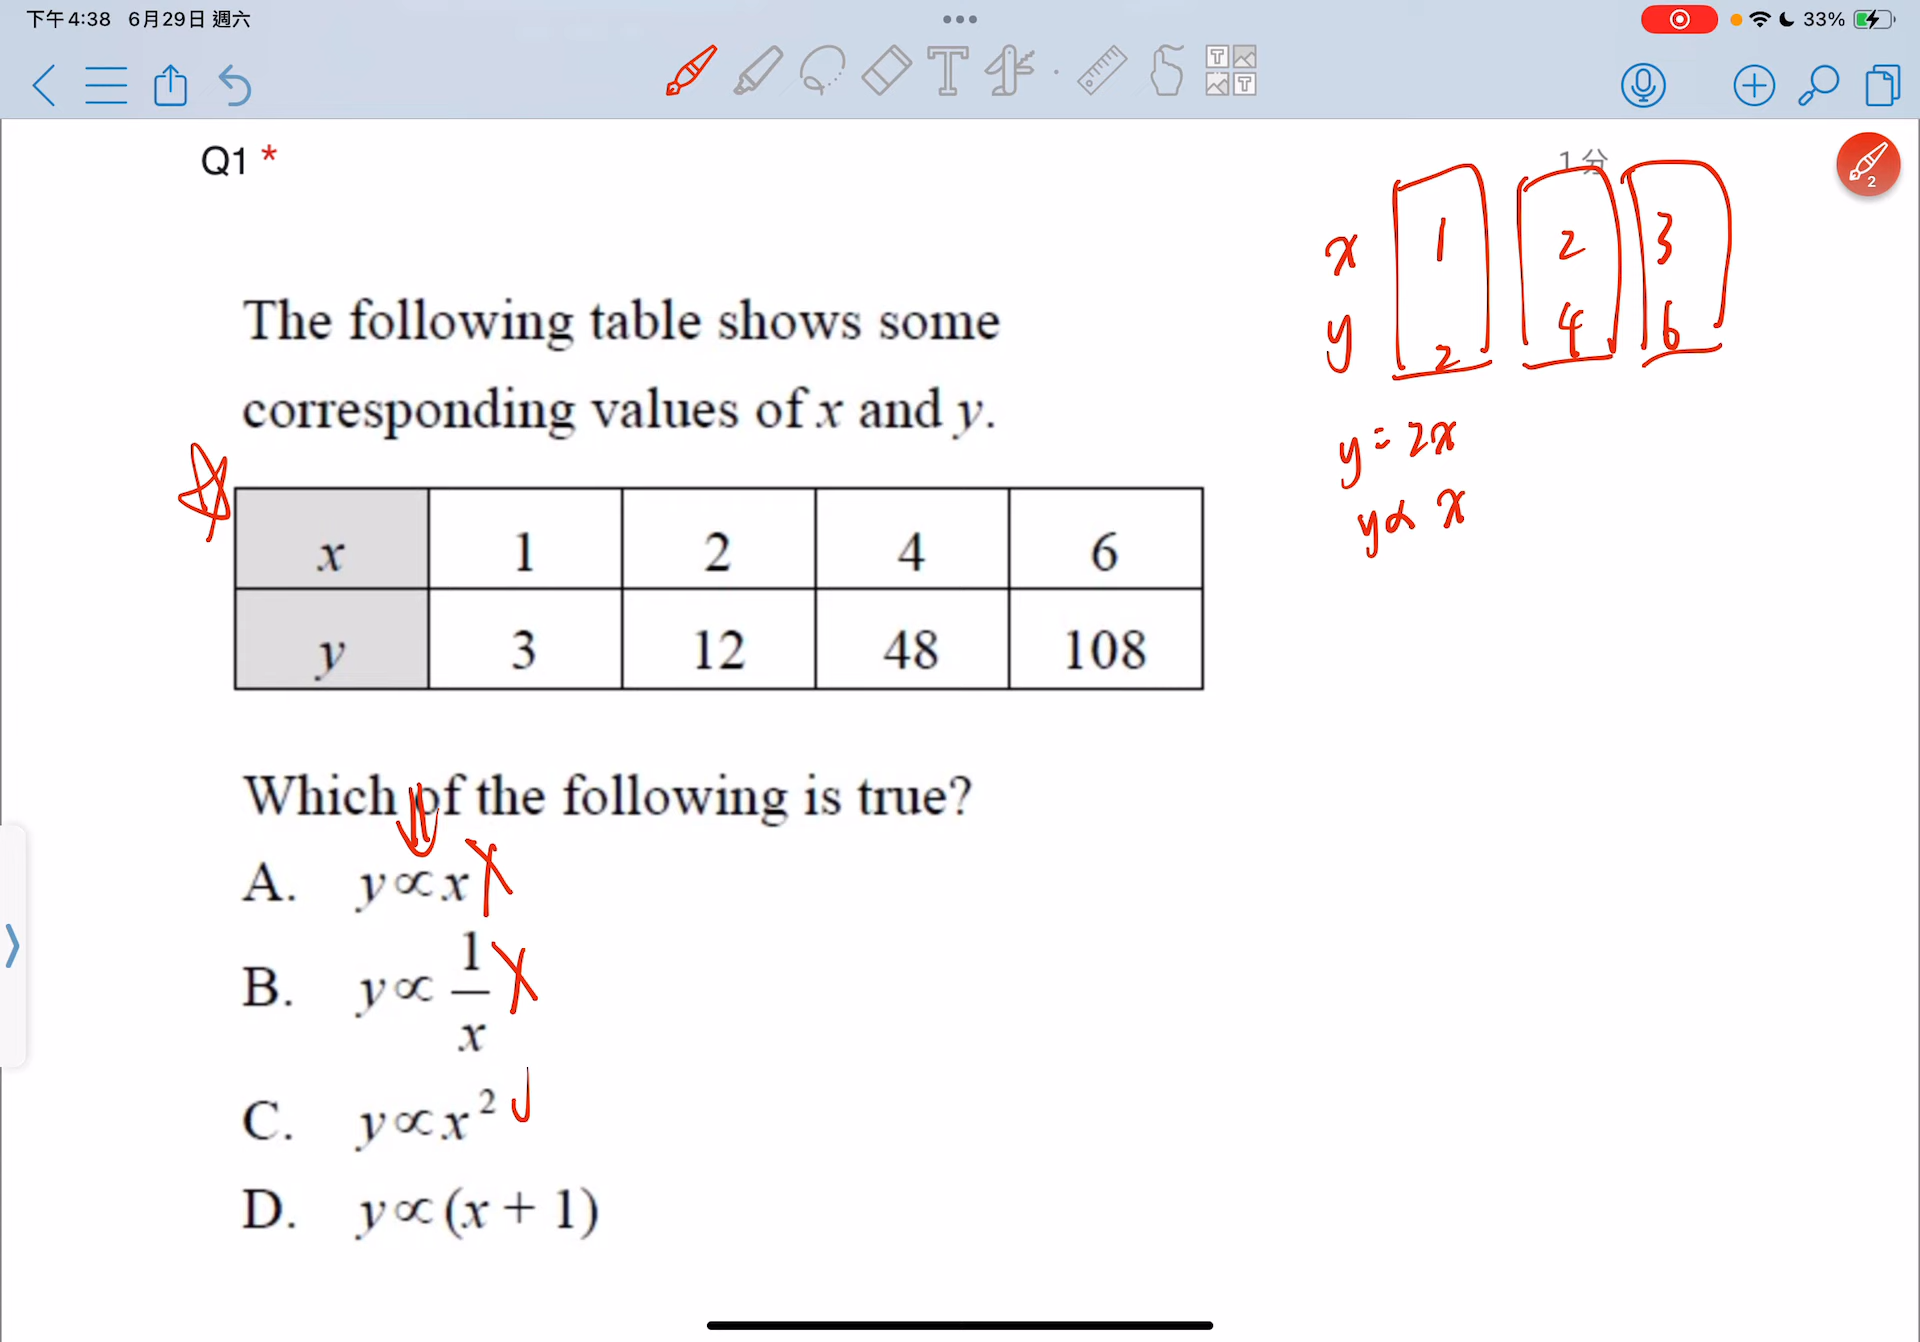 下午4:38 6月29日 週六
33%
Q1 *
1 分
2
x 1 2 3
y 2 4 6
The following table shows some
corresponding values of x and y.
y = 2x
y∝ x
x 1 2 4 6
y 3 12 48 108
Which of the following is true?
A. y∝x
B. y∝ 1/x
C. y∝x²
D. y∝(x + 1)